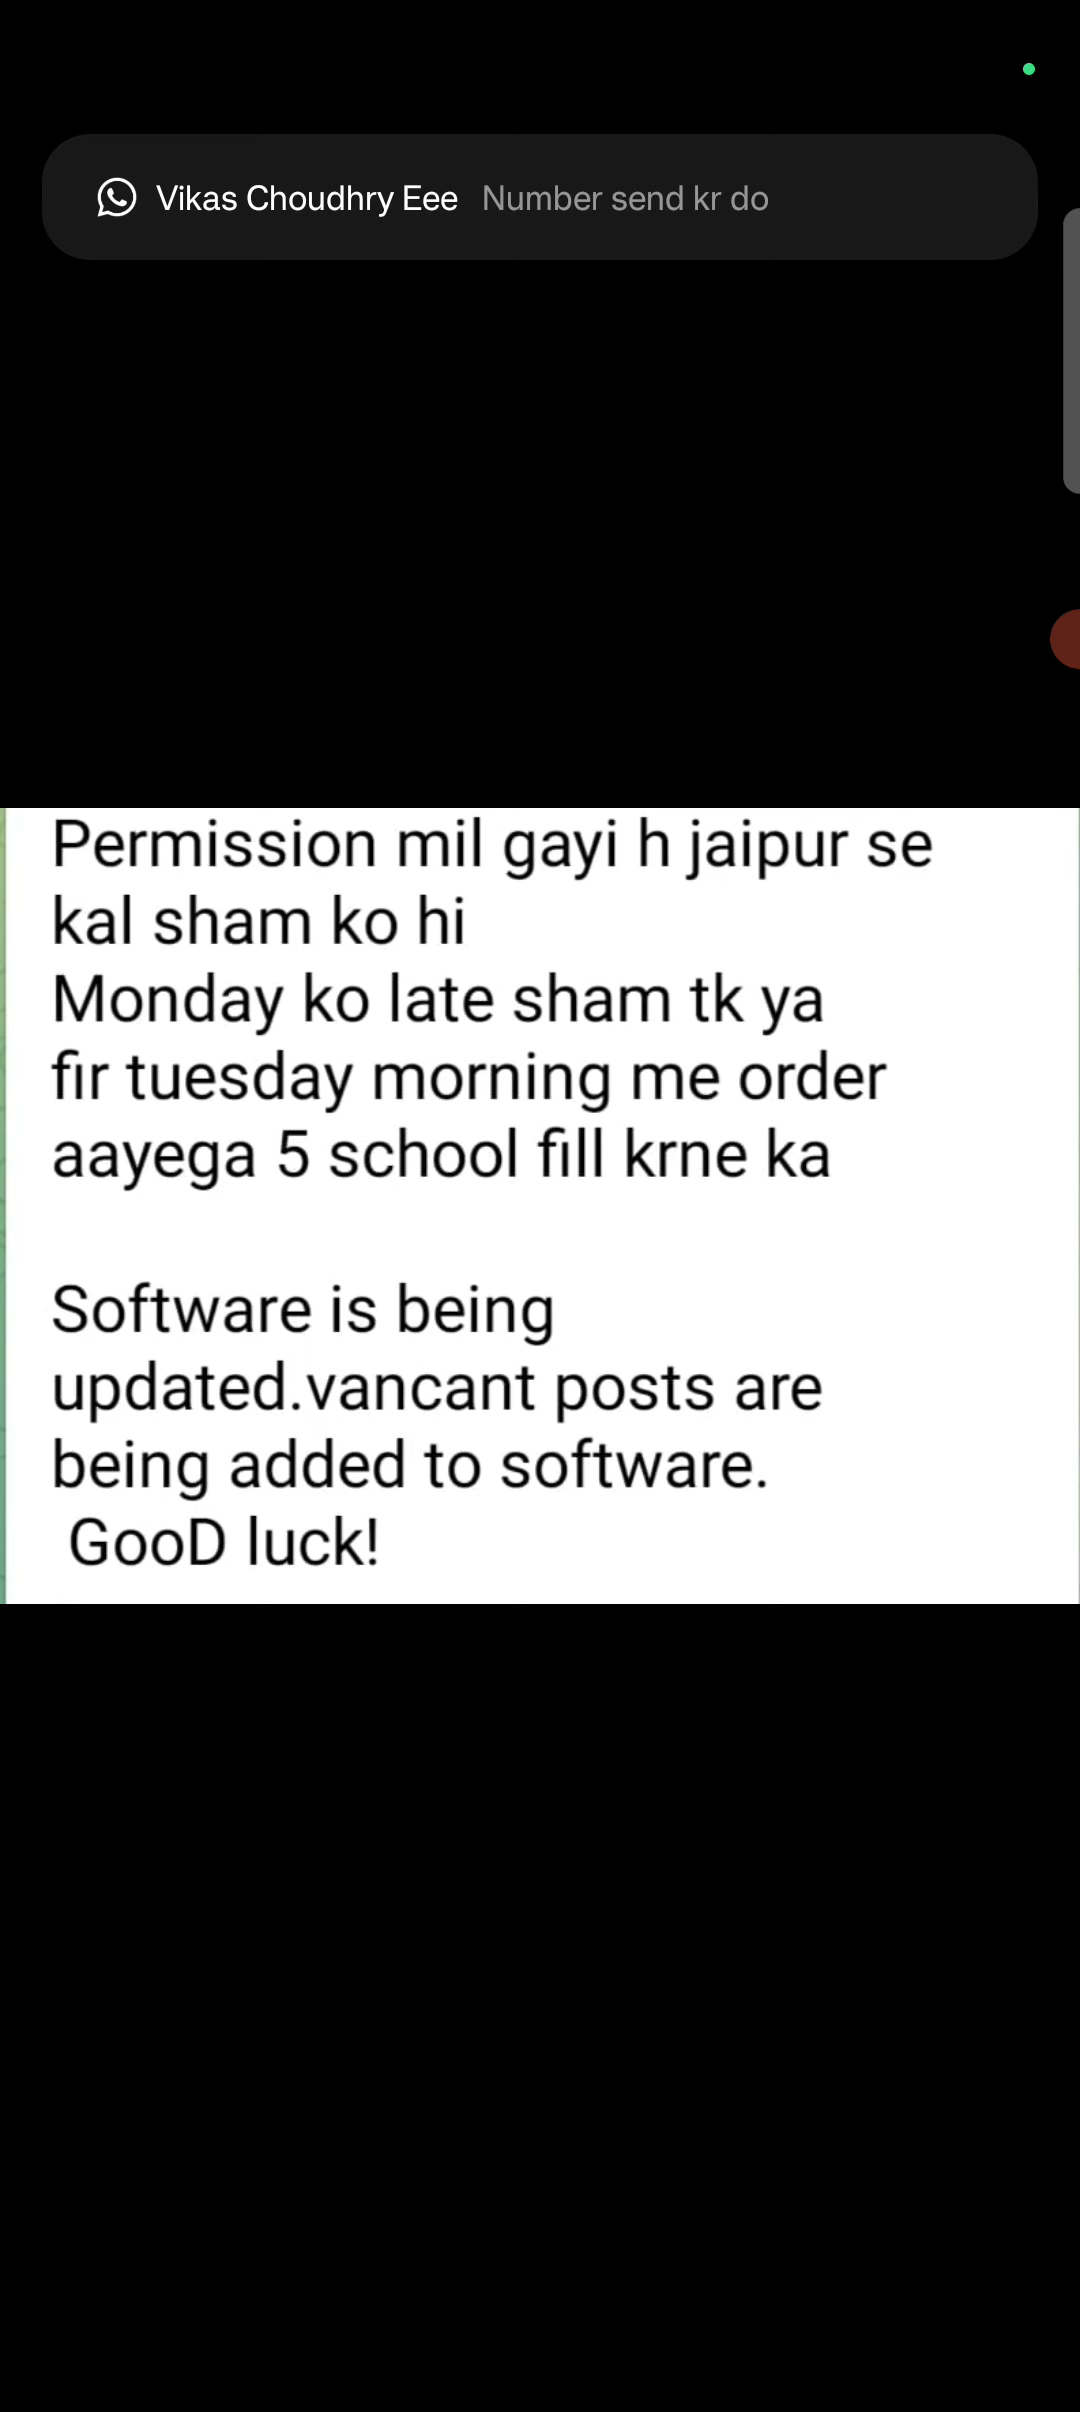 Vikas Choudhry Eee Number send kr do
Permission mil gayi h jaipur se
kal sham ko hi
Monday ko late sham tk ya
fir tuesday morning me order
aayega 5 school fill krne ka
Software is being
updated.vancant posts are
being added to software.
GooD luck!